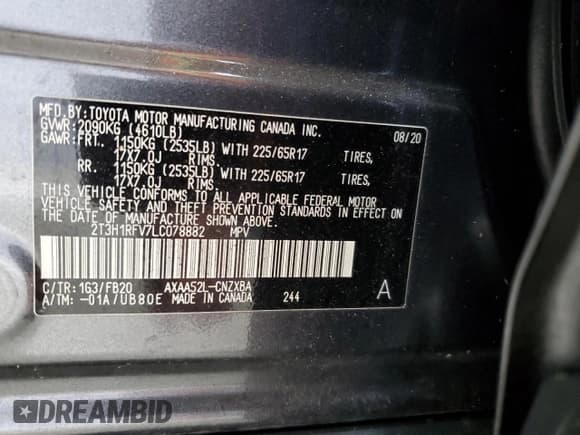 MFD.BY:TOYOTA MOTOR MANUFACTURING CANADA INC.
GVWR:2090KG (4610LB) 08/20
GAWR:FRT. 1150KG (2535LB) WITH 225/65R17 TIRES,
17X7.0J RIMS.
RR. 1150KG (2535LB) WITH 225/65R17 TIRES,
17X7.0J RIMS.
THIS VEHICLE CONFORMS TO ALL APPLICABLE FEDERAL MOTOR
VEHICLE SAFETY AND THEFT PREVENTION STANDARDS IN EFFECT
ON THE DATE OF MANUFACTURE SHOWN ABOVE.
2T3H1RFV7LC078882 MPV
C/TR:1G3/FB20 AXAA52L-CNZXBA A
A/TM:-01A/UB80E MADE IN CANADA 244
DREAMBID